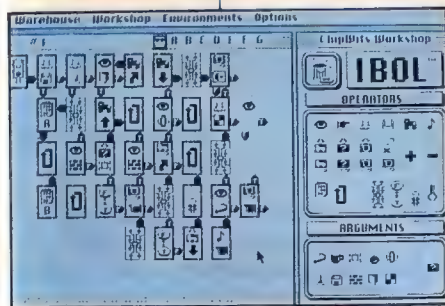 Warehouse Workshop Environments Options
A B C D E F G
ChipWits Workshop
IBOL
OPERATORS
ARGUMENTS
A
B